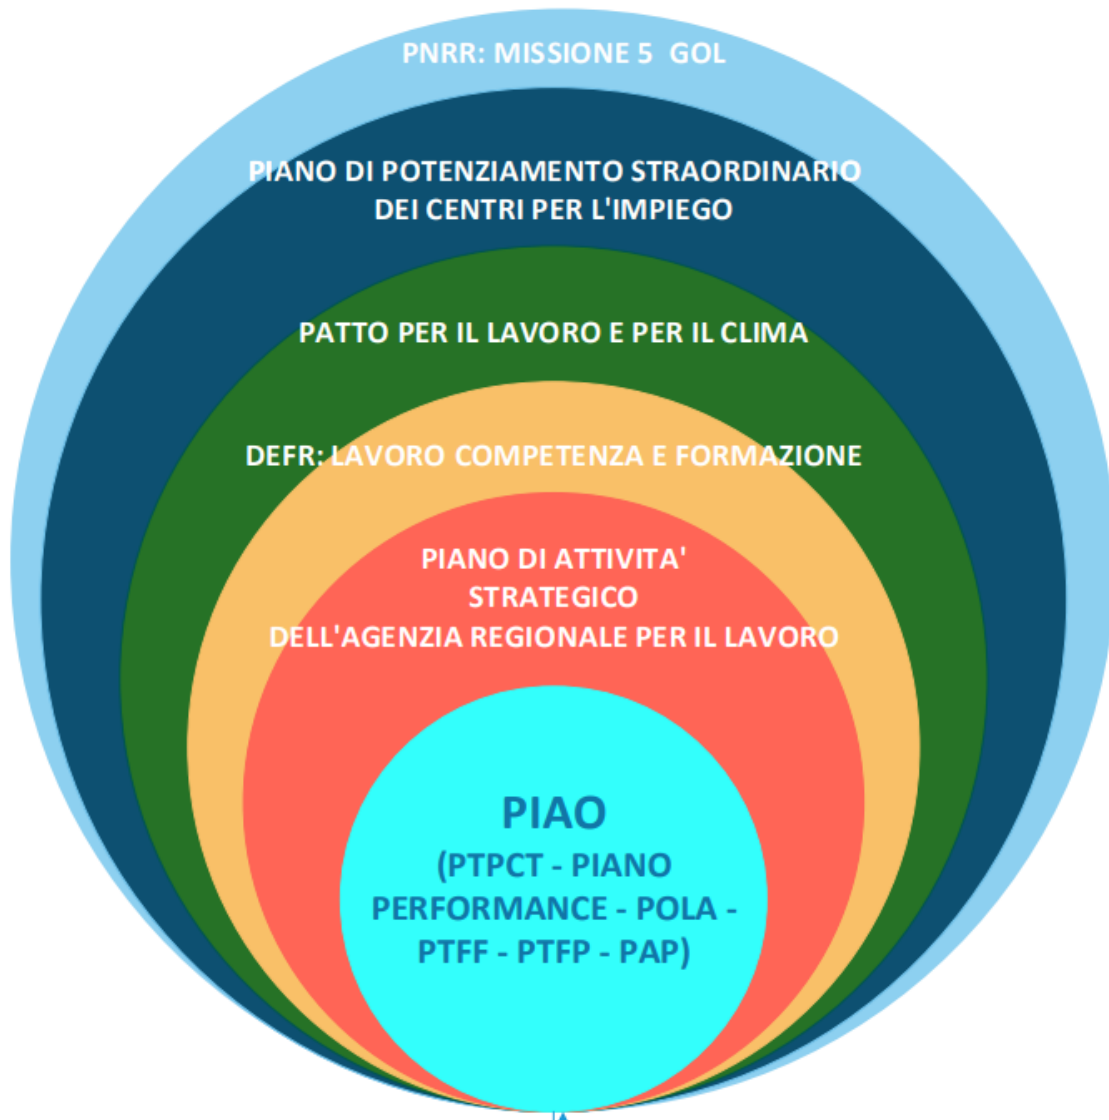 PNRR: MISSIONE 5  GOL
PIANO DI POTENZIAMENTO STRAORDINARIO
DEI CENTRI PER L'IMPIEGO
PATTO PER IL LAVORO E PER IL CLIMA
DEFR: LAVORO COMPETENZA E FORMAZIONE
PIANO DI ATTIVITA'
STRATEGICO
DELL'AGENZIA REGIONALE PER IL LAVORO
PIAO
(PTPCT - PIANO
PERFORMANCE - POLA -
PTFF - PTFP - PAP)